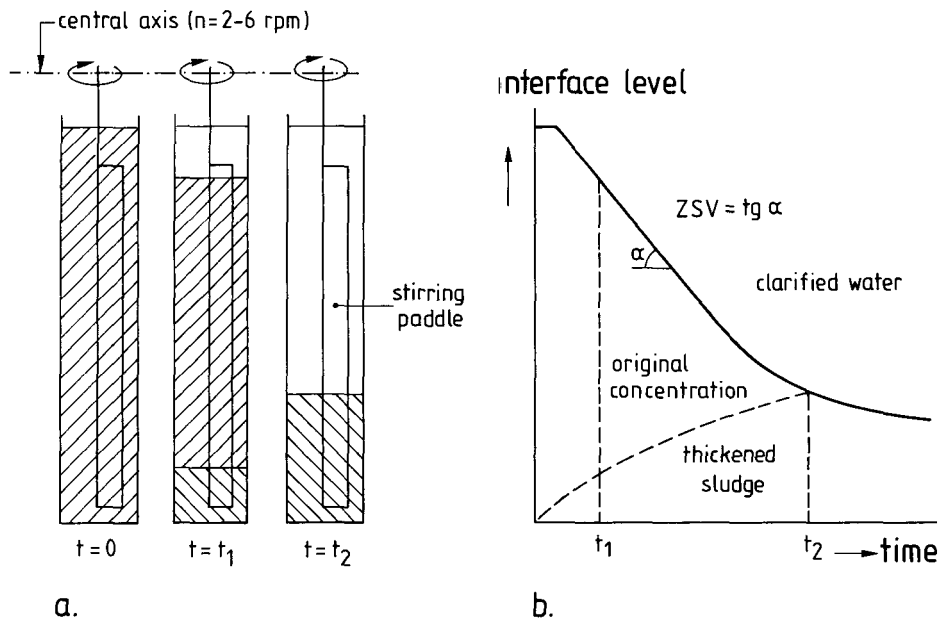 central axis (n=2-6 rpm)
stirring
paddle
t=0
t=t₁
t=t₂
a.
Interface level
ZSV = tg α
α
clarified water
original
concentration
thickened
sludge
t₁
t₂
time
b.